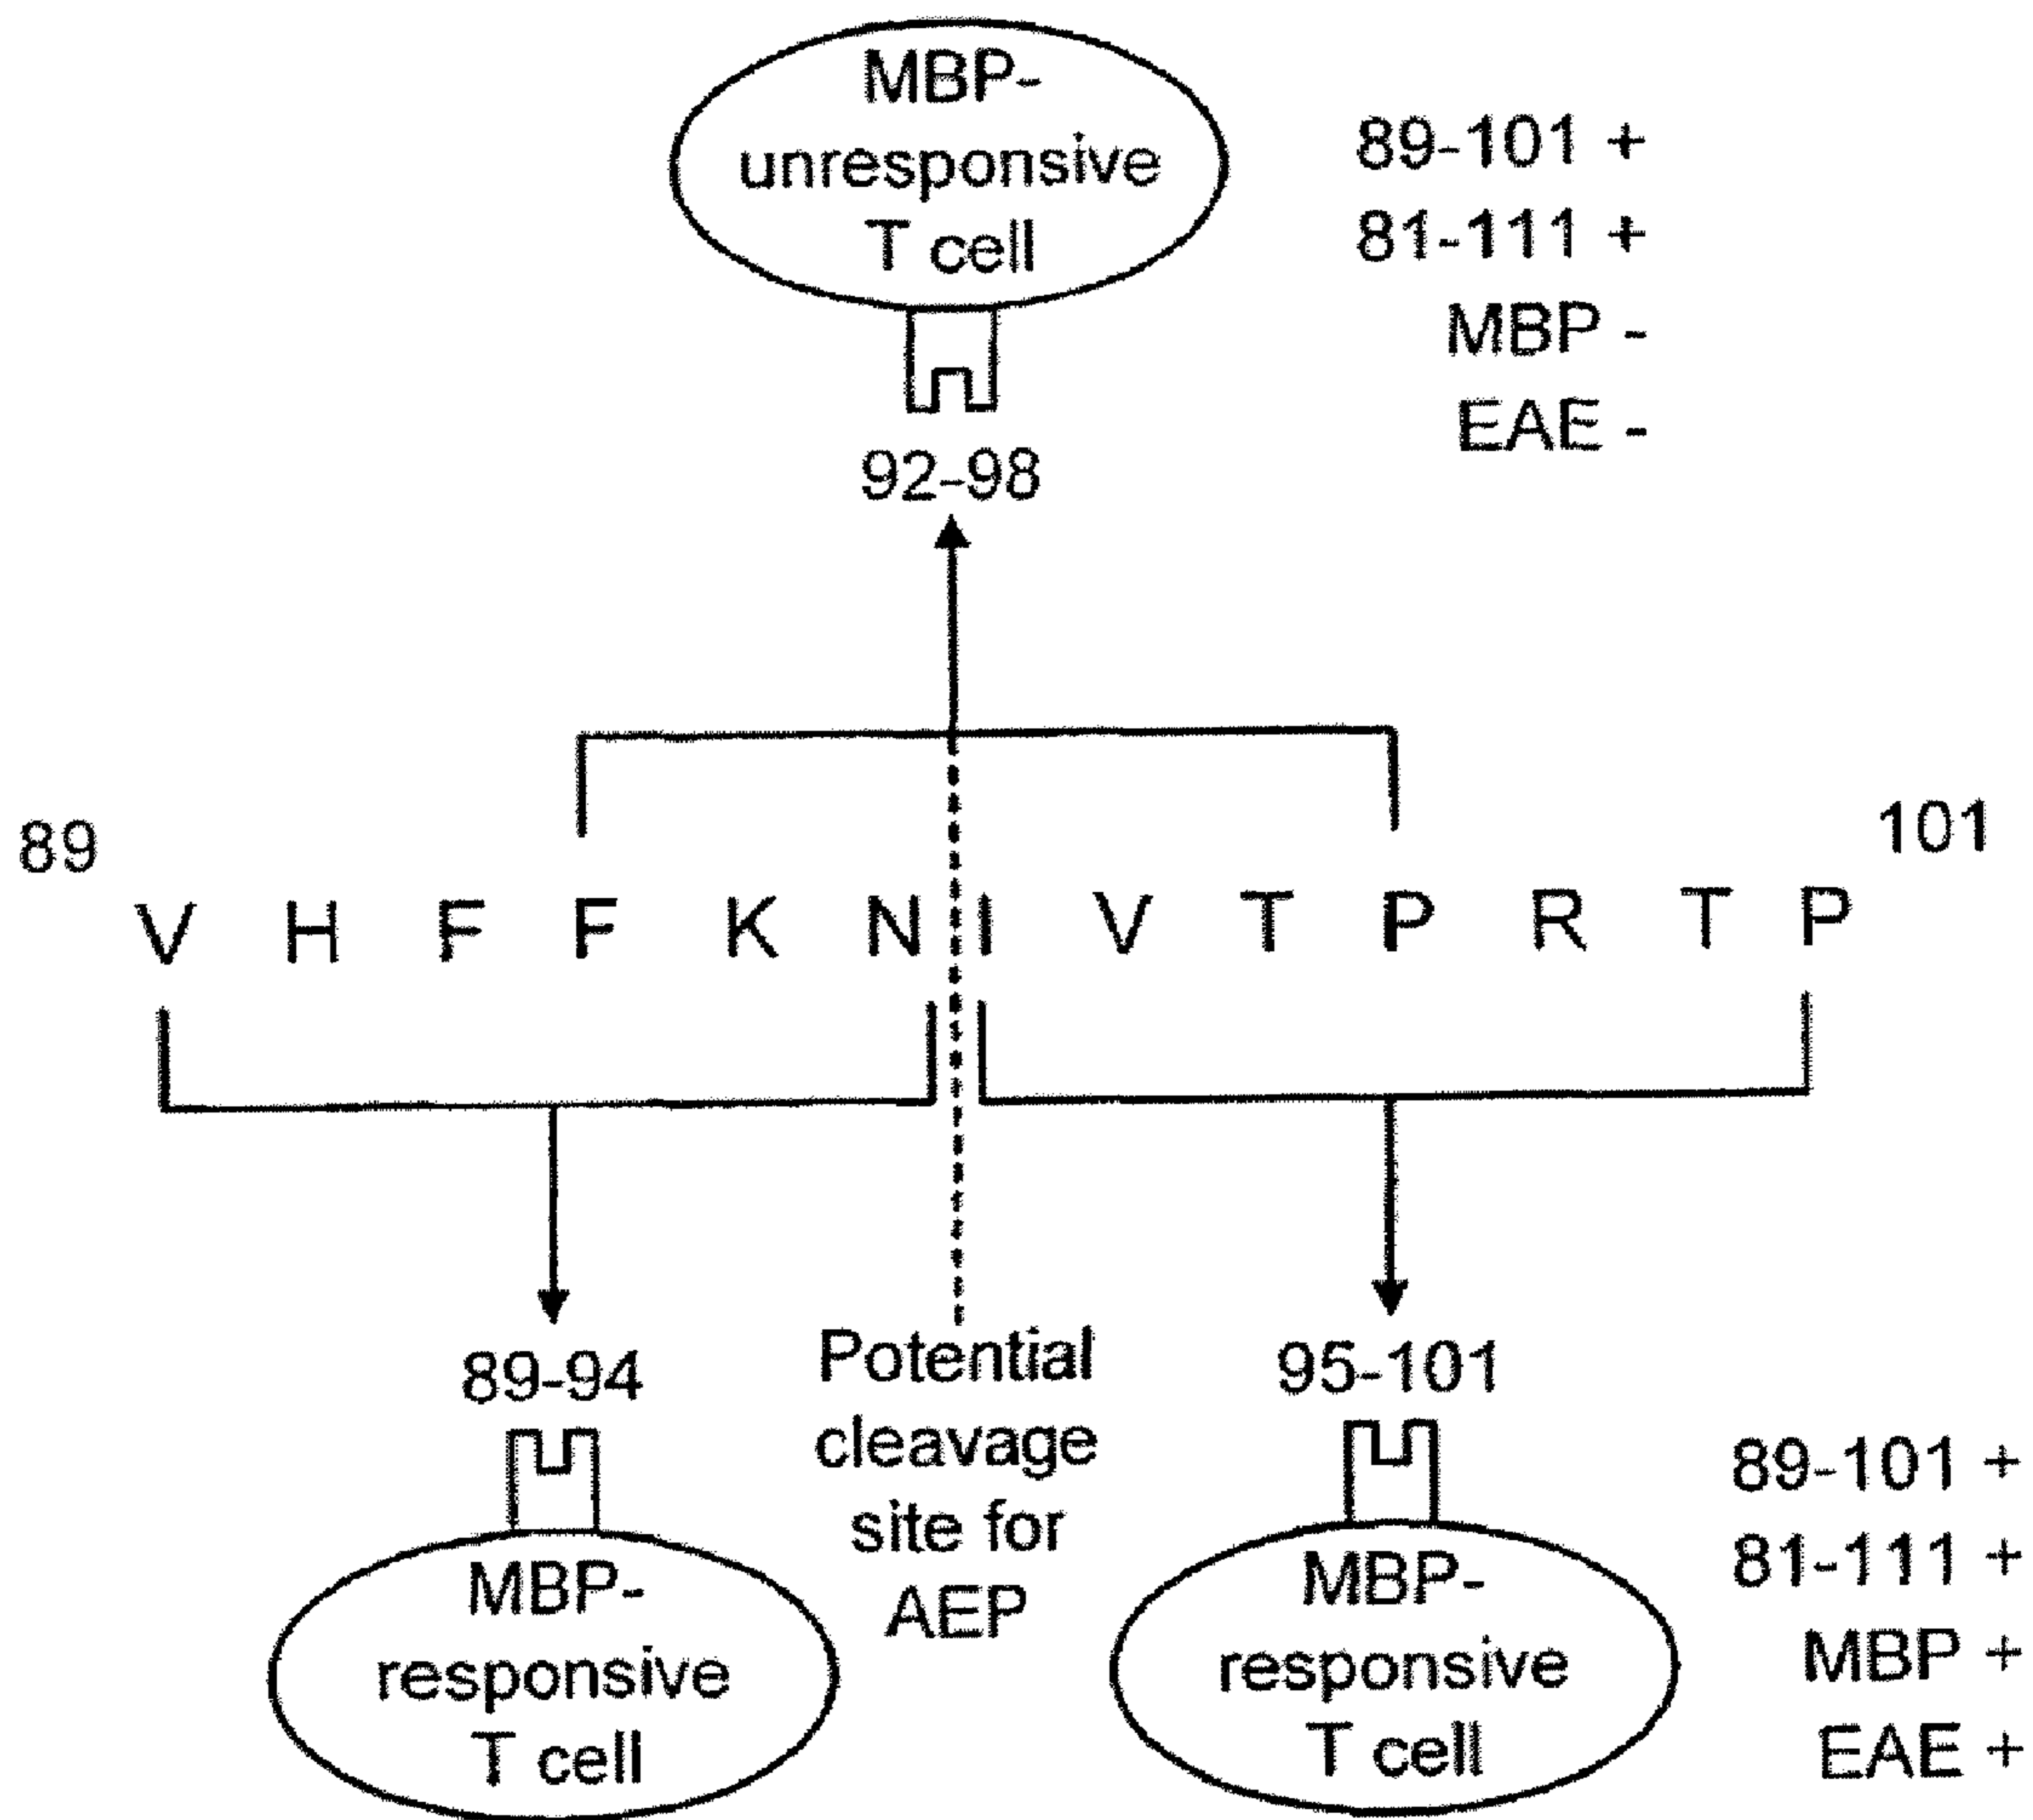 MBP-
unresponsive
T cell
89-101 +
81-111 +
MBP -
EAE -
92-98
89
101
V H F F K N I V T P R T P
89-94
Potential
cleavage
site for
AEP
95-101
MBP-
responsive
T cell
MBP-
responsive
T cell
89-101 +
81-111 +
MBP +
EAE +